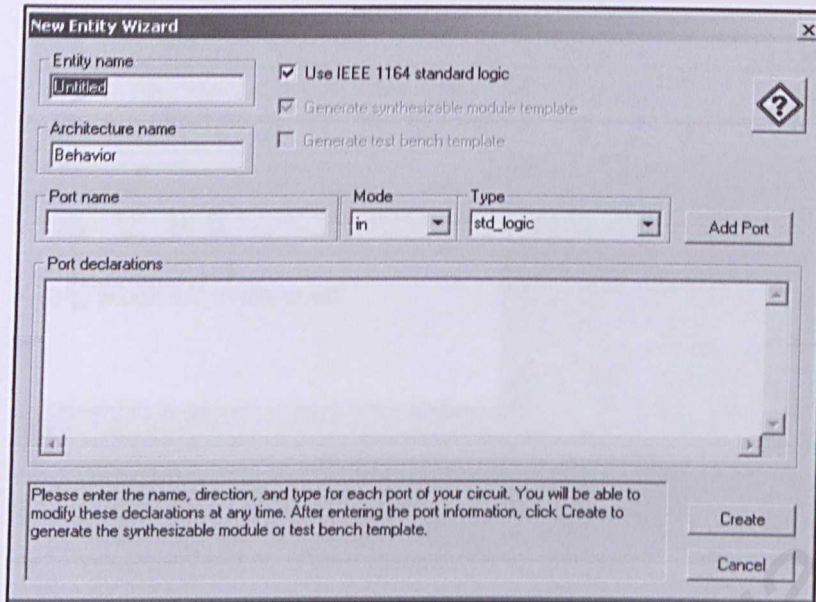 New Entity Wizard
Entity name
Untitled
Use IEEE 1164 standard logic
Generate synthesizable module template
Generate test bench template
Architecture name
Behavior
Port name
Mode
Type
in
std_logic
Add Port
Port declarations
Please enter the name, direction, and type for each port of your circuit. You will be able to
modify these declarations at any time. After entering the port information, click Create to
generate the synthesizable module or test bench template.
Create
Cancel